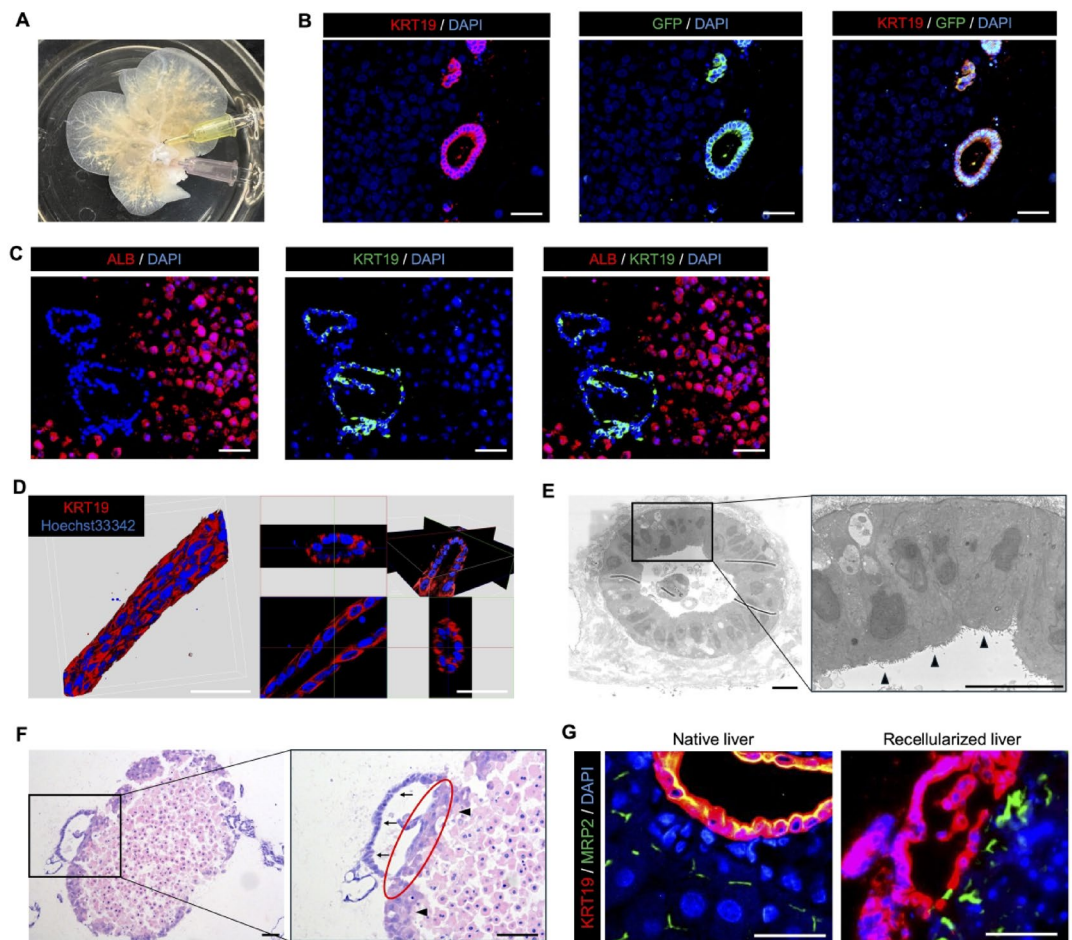 A
B
KRT19 / DAPI
GFP / DAPI
KRT19 / GFP / DAPI
C
ALB / DAPI
KRT19 / DAPI
ALB / KRT19 / DAPI
D
KRT19
Hoechst33342
E
F
G
Native liver
Recellularized liver
KRT19 / MRP2 / DAPI